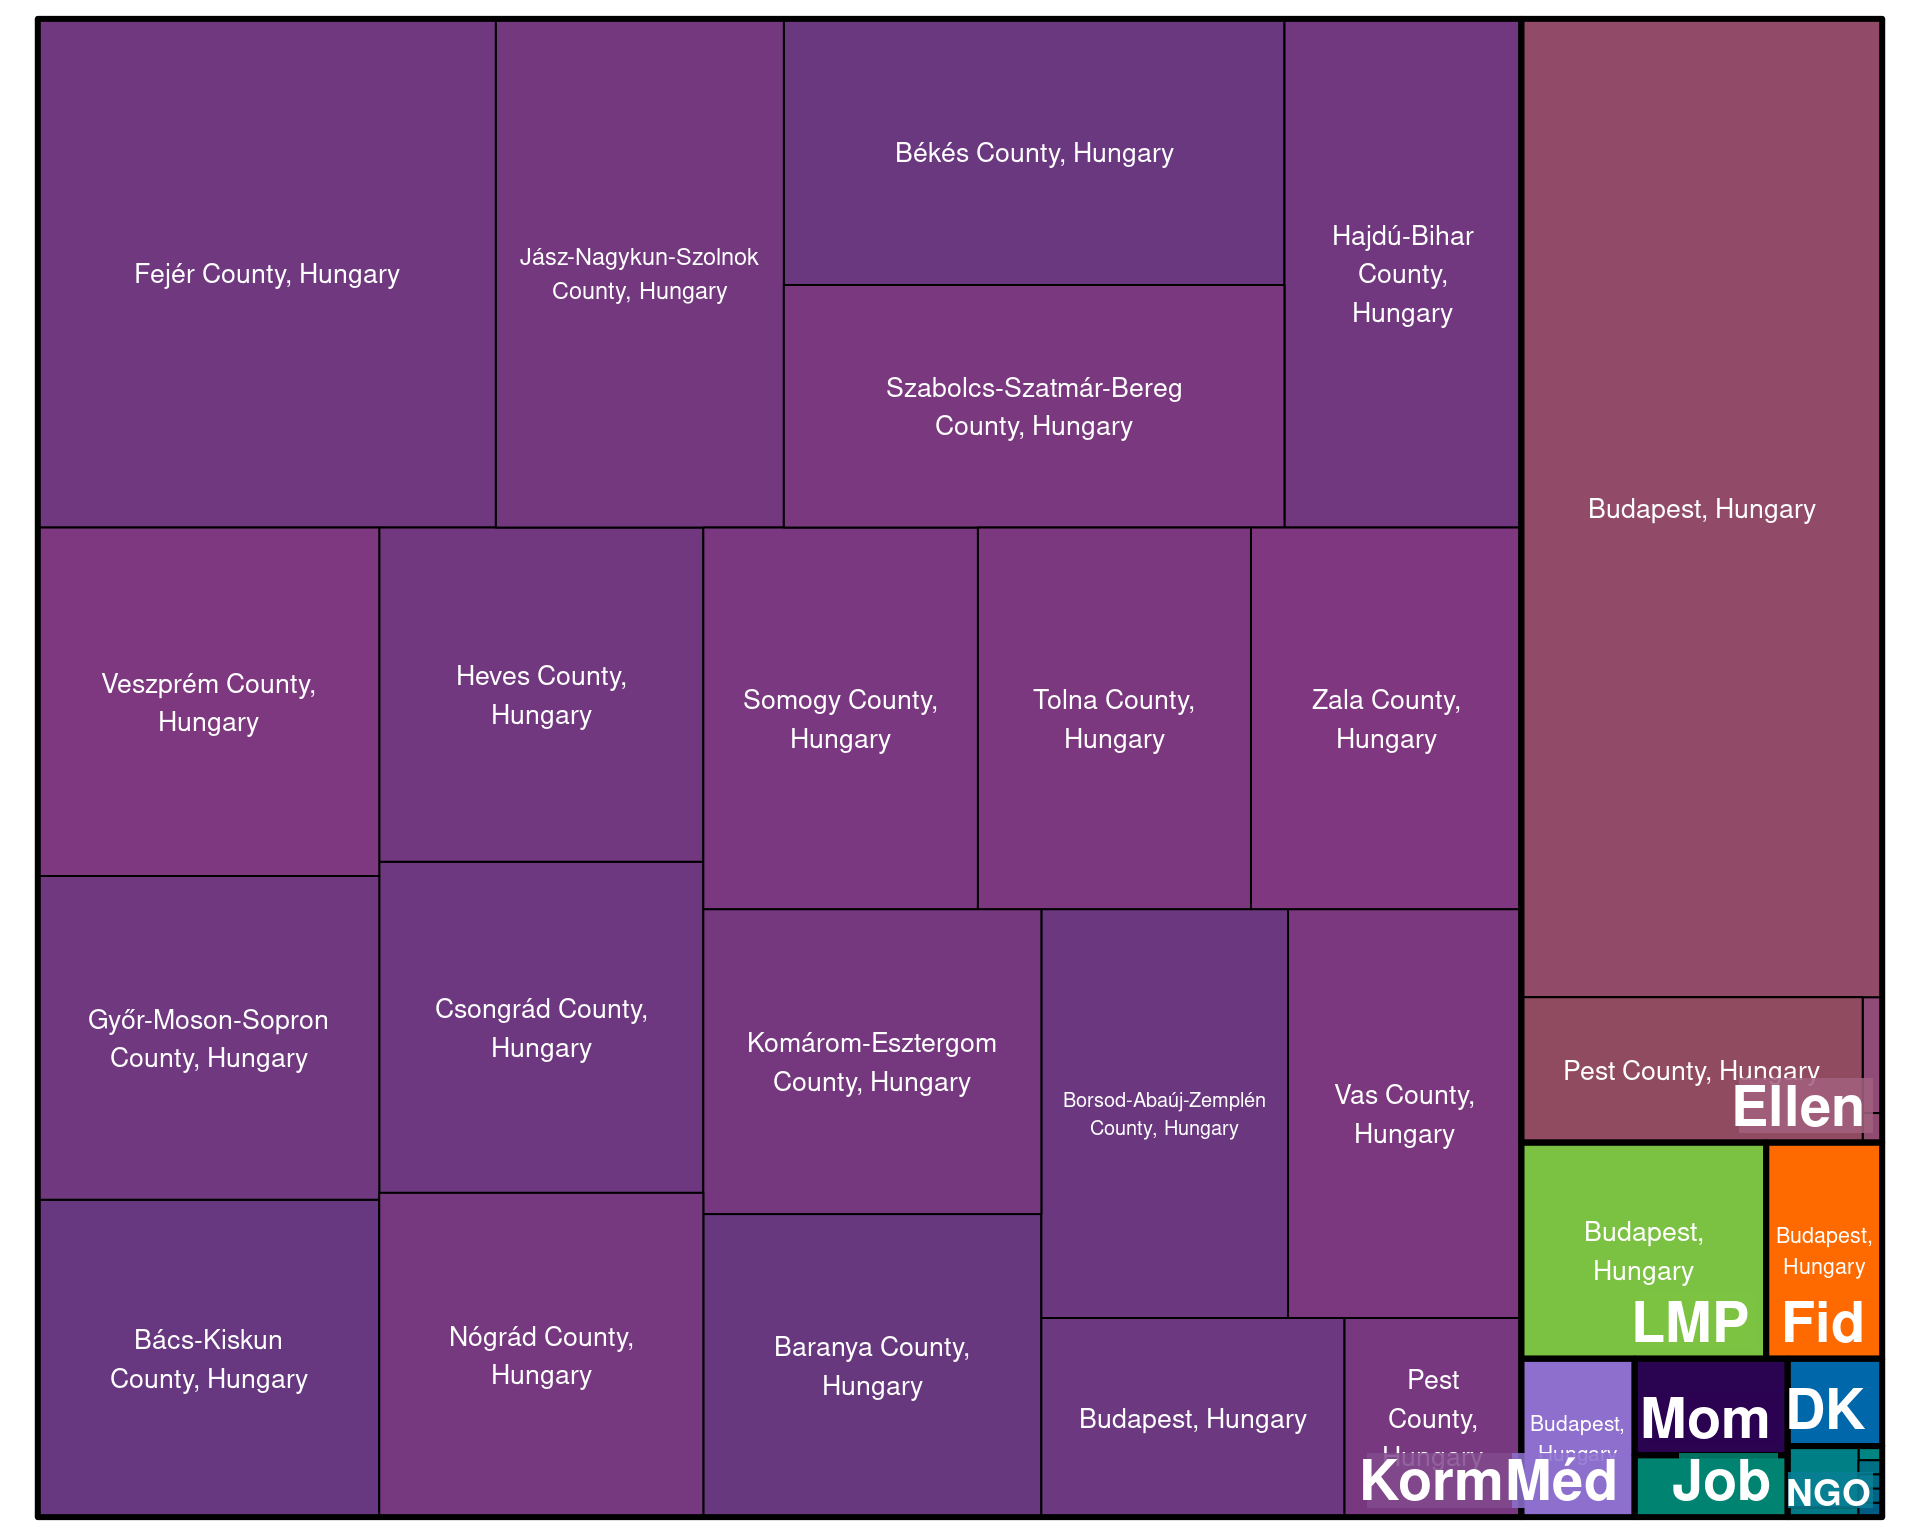 Fejér County, Hungary
Jász-Nagykun-Szolnok
County, Hungary
Békés County, Hungary
Szabolcs-Szatmár-Bereg
County, Hungary
Hajdú-Bihar
County,
Hungary
Budapest, Hungary
Veszprém County,
Hungary
Heves County,
Hungary
Somogy County,
Hungary
Tolna County,
Hungary
Zala County,
Hungary
Győr-Moson-Sopron
County, Hungary
Csongrád County,
Hungary
Komárom-Esztergom
County, Hungary
Borsod-Abaúj-Zemplén
County, Hungary
Vas County,
Hungary
Pest County, Hungary
Ellen
Bács-Kiskun
County, Hungary
Nógrád County,
Hungary
Baranya County,
Hungary
Budapest, Hungary
Pest
County,
Hungary
Korm
Budapest,
Hungary
LMP
Budapest,
Hungary
Fid
Budapest,
Hungary
Méd
Mom
DK
Job
NGO